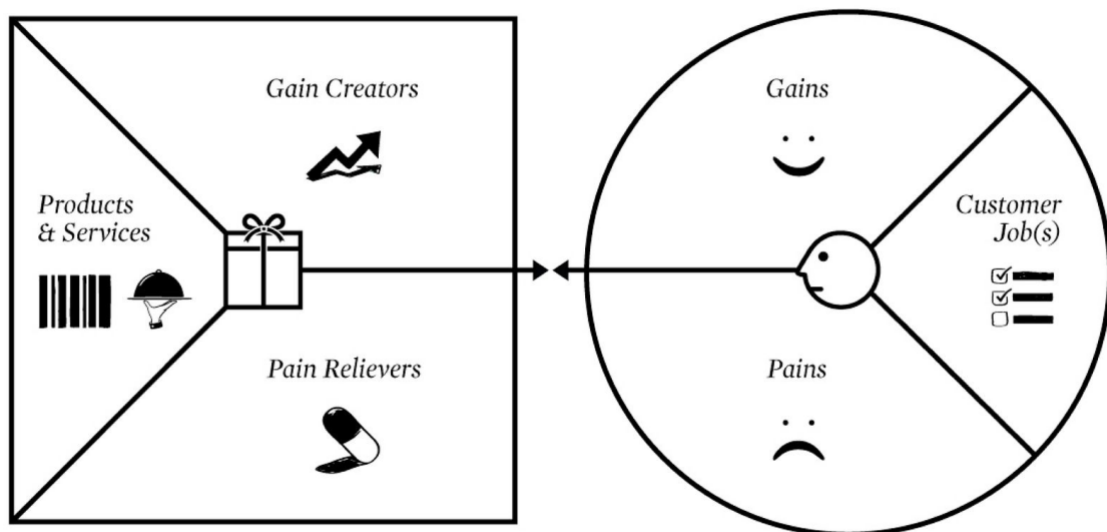 Gain Creators
Products
& Services
Pain Relievers
Gains
Customer
Job(s)
Pains